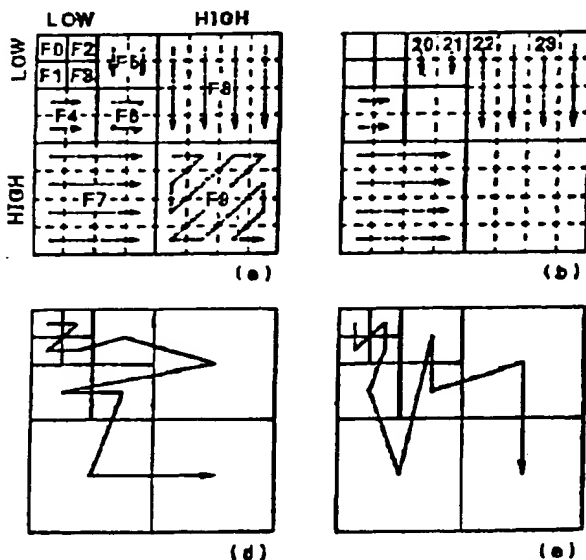 LOW HIGH
LOW
F0 F2 F5
F1 F3 F8
F4 F6
HIGH
F7 F9
(a)
20 21 22 23
(b)
(d)
(e)